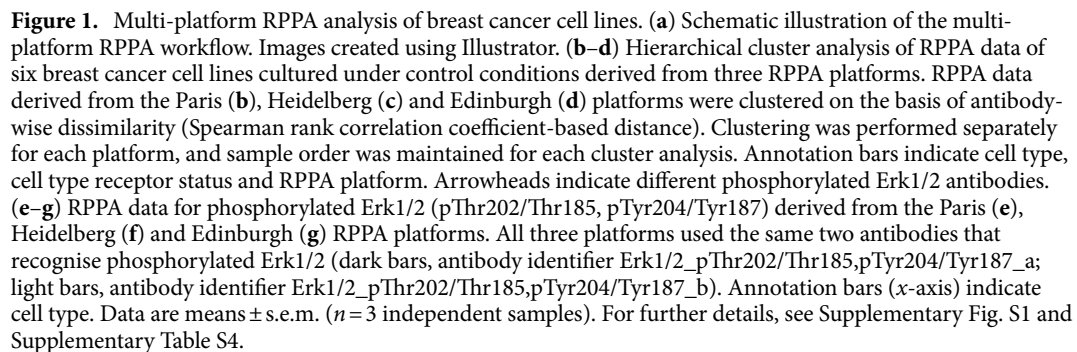 Figure 1. Multi-platform RPPA analysis of breast cancer cell lines. (a) Schematic illustration of the multi-
platform RPPA workflow. Images created using Illustrator. (b–d) Hierarchical cluster analysis of RPPA data of
six breast cancer cell lines cultured under control conditions derived from three RPPA platforms. RPPA data
derived from the Paris (b), Heidelberg (c) and Edinburgh (d) platforms were clustered on the basis of antibody-
wise dissimilarity (Spearman rank correlation coefficient-based distance). Clustering was performed separately
for each platform, and sample order was maintained for each cluster analysis. Annotation bars indicate cell type,
cell type receptor status and RPPA platform. Arrowheads indicate different phosphorylated Erk1/2 antibodies.
(e–g) RPPA data for phosphorylated Erk1/2 (pThr202/Thr185, pTyr204/Tyr187) derived from the Paris (e),
Heidelberg (f) and Edinburgh (g) RPPA platforms. All three platforms used the same two antibodies that
recognise phosphorylated Erk1/2 (dark bars, antibody identifier Erk1/2_pThr202/Thr185,pTyr204/Tyr187_a;
light bars, antibody identifier Erk1/2_pThr202/Thr185,pTyr204/Tyr187_b). Annotation bars (x-axis) indicate
cell type. Data are means ± s.e.m. (n = 3 independent samples). For further details, see Supplementary Fig. S1 and
Supplementary Table S4.